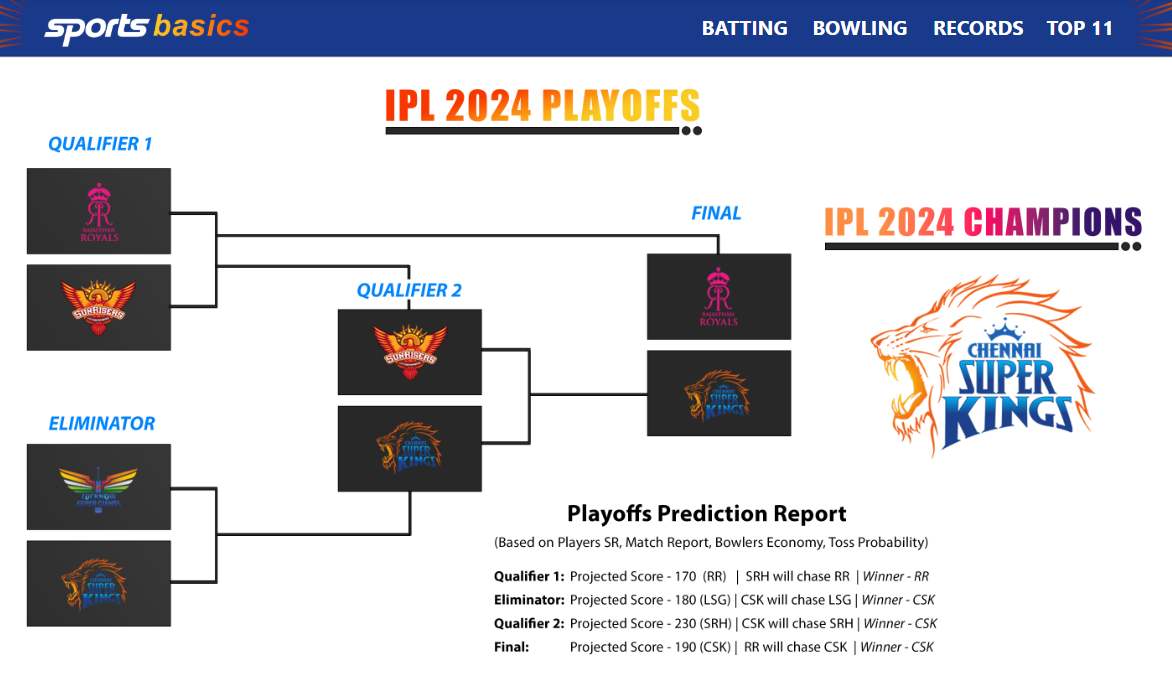 sports basics
BATTING BOWLING RECORDS TOP 11
IPL 2024 PLAYOFFS
QUALIFIER 1
RAJASTHAN
ROYALS
SUNRISERS
FINAL
IPL 2024 CHAMPIONS
RAJASTHAN
ROYALS
QUALIFIER 2
SUNRISERS
CHENNAI
SUPER
KINGS
CHENNAI
SUPER
KINGS
CHENNAI
SUPER
KINGS
ELIMINATOR
SUPER GIANTS
CHENNAI
SUPER
KINGS
Playoffs Prediction Report
(Based on Players SR, Match Report, Bowlers Economy, Toss Probability)
Qualifier 1: Projected Score - 170 (RR) | SRH will chase RR | Winner - RR
Eliminator: Projected Score - 180 (LSG) | CSK will chase LSG | Winner - CSK
Qualifier 2: Projected Score - 230 (SRH) | CSK will chase SRH | Winner - CSK
Final: Projected Score - 190 (CSK) | RR will chase CSK | Winner - CSK